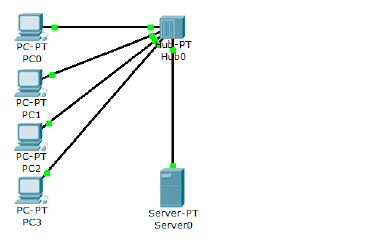 PC-PT
PC0
Hub-PT
Hub0
PC-PT
PC1
PC-PT
PC2
PC-PT
PC3
Server-PT
Server0